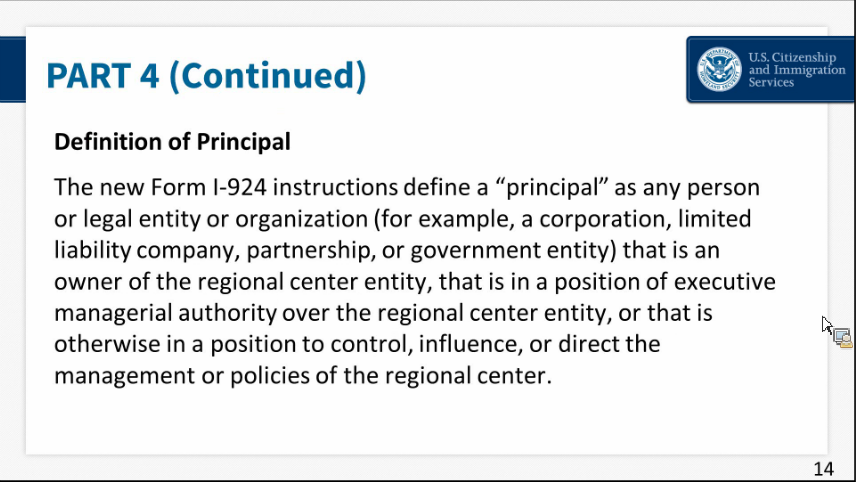 PART 4 (Continued)
U.S. Citizenship
and Immigration
Services
Definition of Principal
The new Form I-924 instructions define a “principal” as any person
or legal entity or organization (for example, a corporation, limited
liability company, partnership, or government entity) that is an
owner of the regional center entity, that is in a position of executive
managerial authority over the regional center entity, or that is
otherwise in a position to control, influence, or direct the
management or policies of the regional center.
14